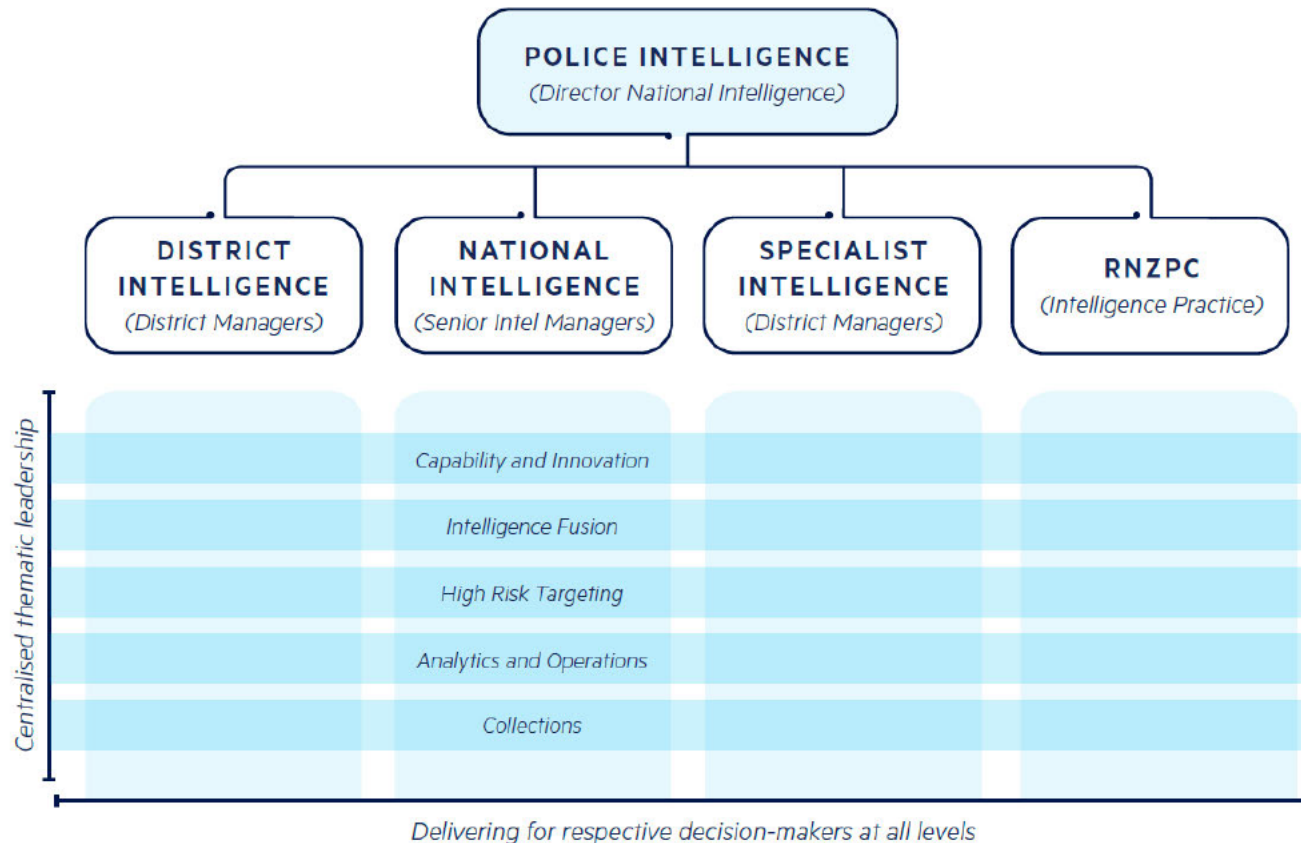 POLICE INTELLIGENCE
(Director National Intelligence)
DISTRICT
INTELLIGENCE
(District Managers)
NATIONAL
INTELLIGENCE
(Senior Intel Managers)
SPECIALIST
INTELLIGENCE
(District Managers)
RNZPC
(Intelligence Practice)
Centralised thematic leadership
Capability and Innovation
Intelligence Fusion
High Risk Targeting
Analytics and Operations
Collections
Delivering for respective decision-makers at all levels